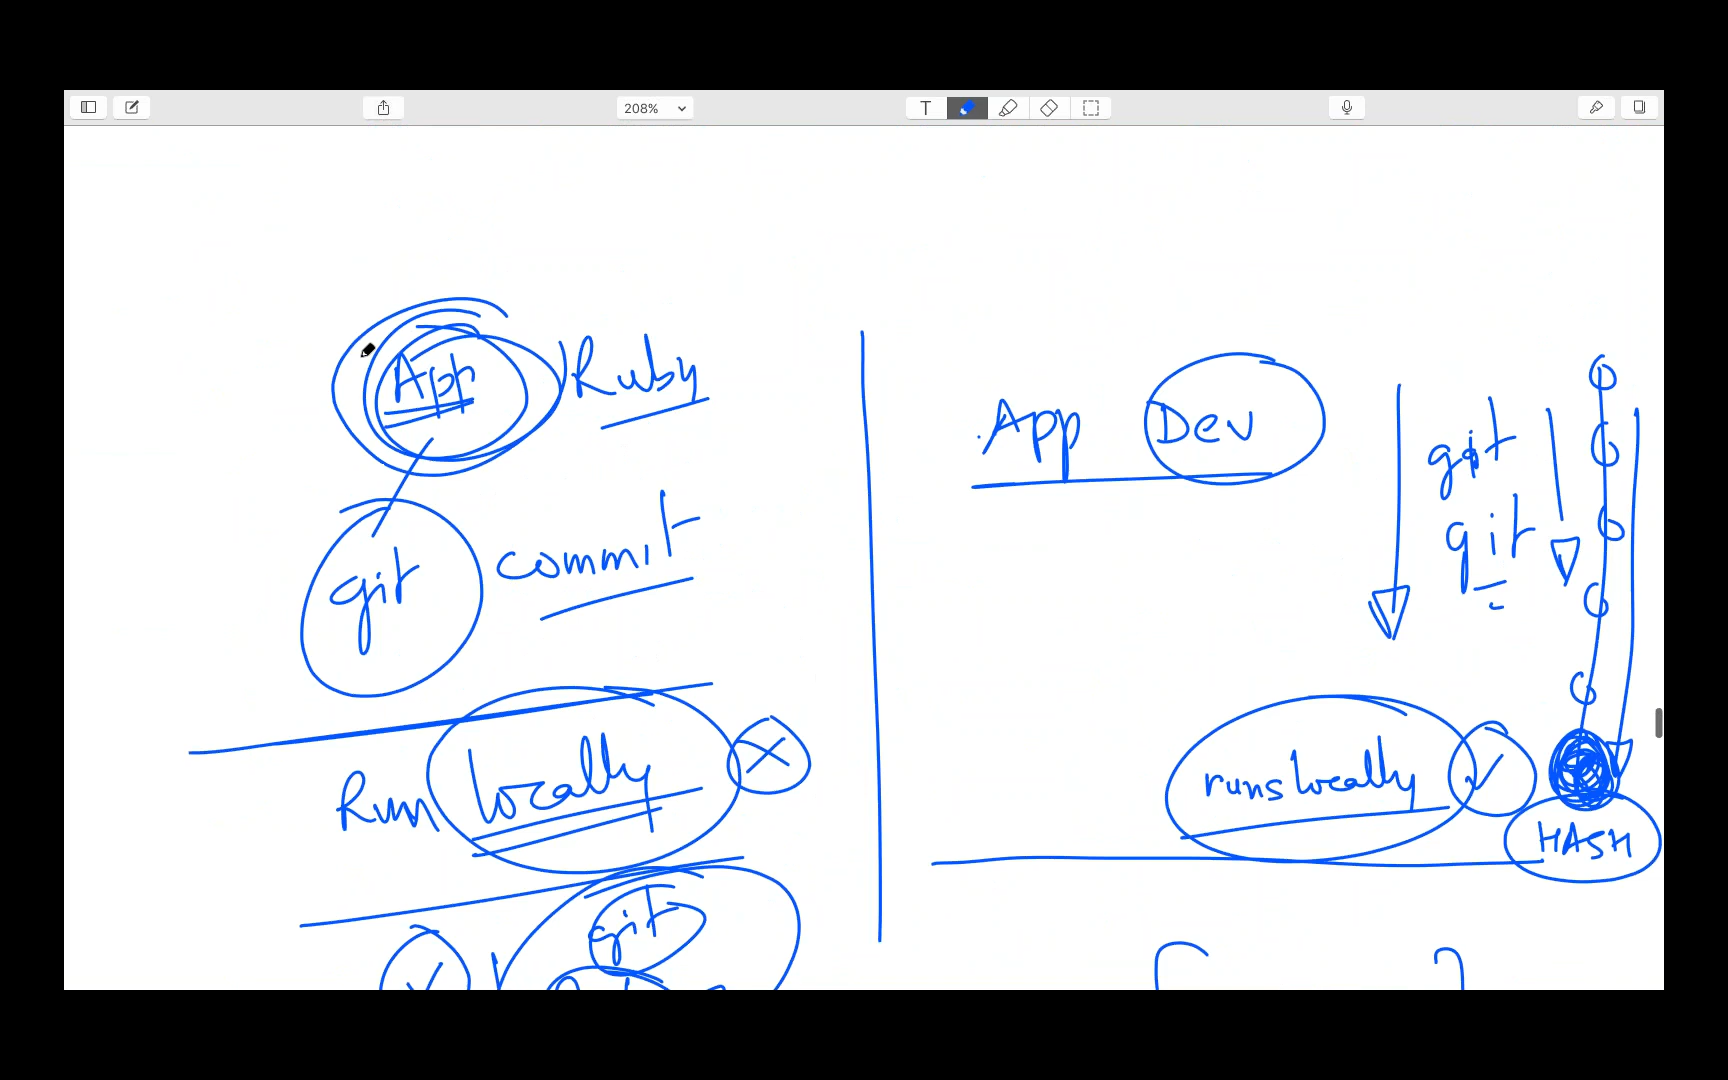 208%
T
App Ruby
git commit
Run locally
git
App Dev
git
git
runs locally
HASH